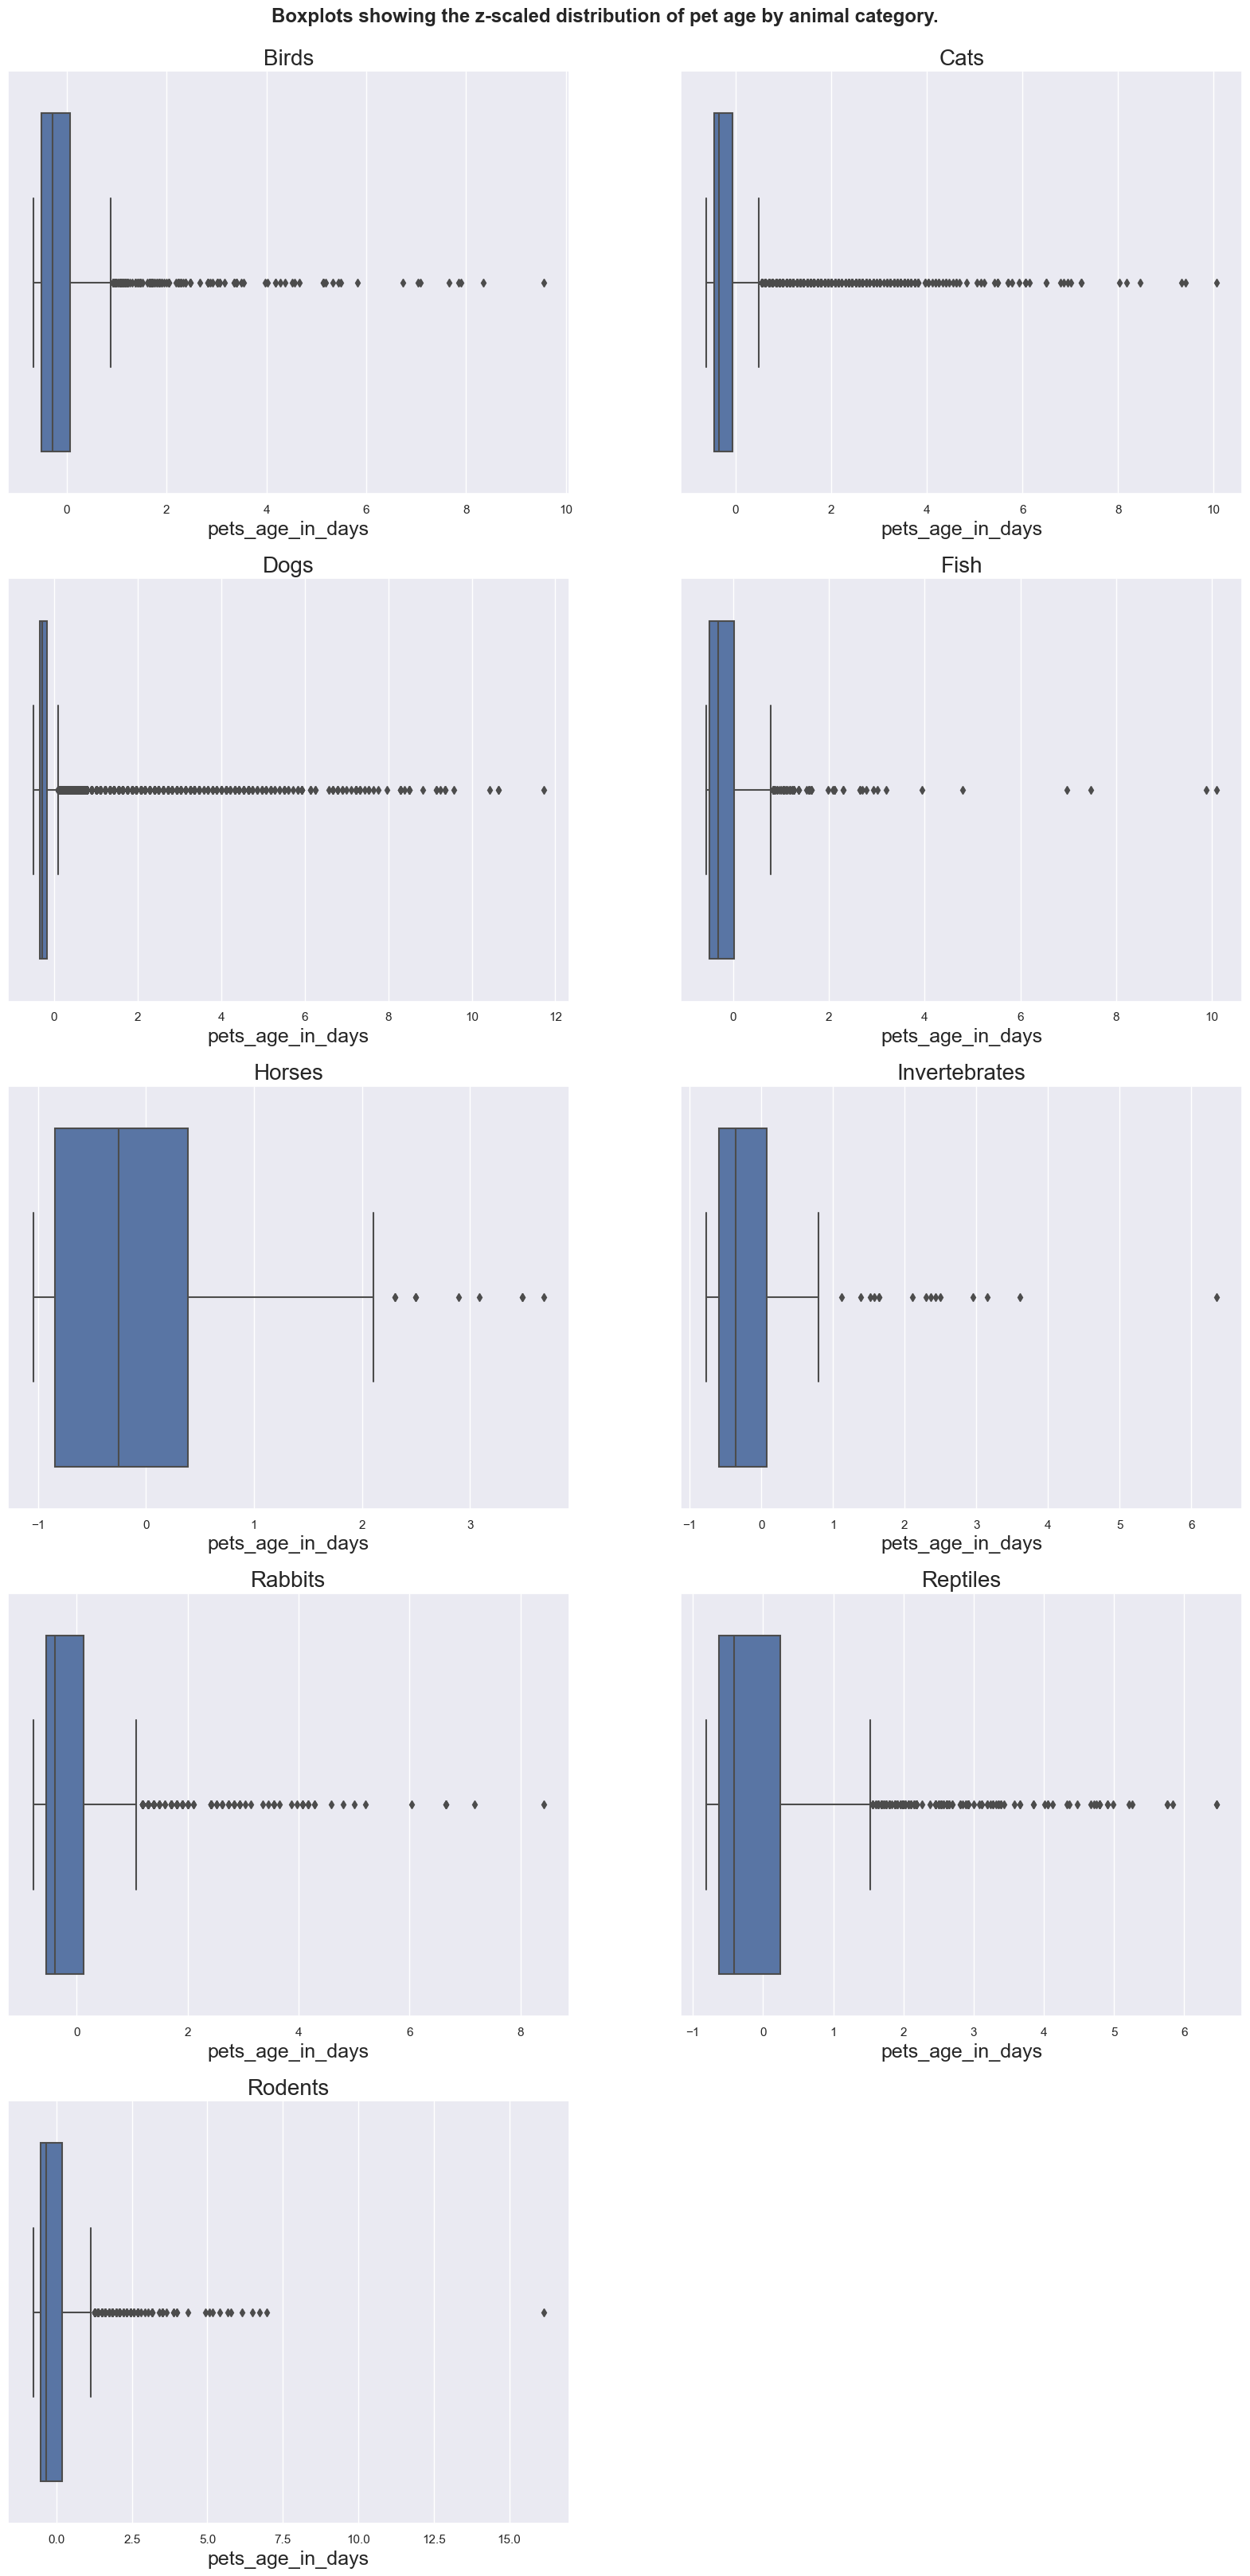 Boxplots showing the z-scaled distribution of pet age by animal category.
Birds
0 2 4 6 8 10
pets_age_in_days
Cats
0 2 4 6 8 10
pets_age_in_days
Dogs
0 2 4 6 8 10 12
pets_age_in_days
Fish
0 2 4 6 8 10
pets_age_in_days
Horses
−1 0 1 2 3
pets_age_in_days
Invertebrates
−1 0 1 2 3 4 5 6
pets_age_in_days
Rabbits
0 2 4 6 8
pets_age_in_days
Reptiles
−1 0 1 2 3 4 5 6
pets_age_in_days
Rodents
0.0 2.5 5.0 7.5 10.0 12.5 15.0
pets_age_in_days